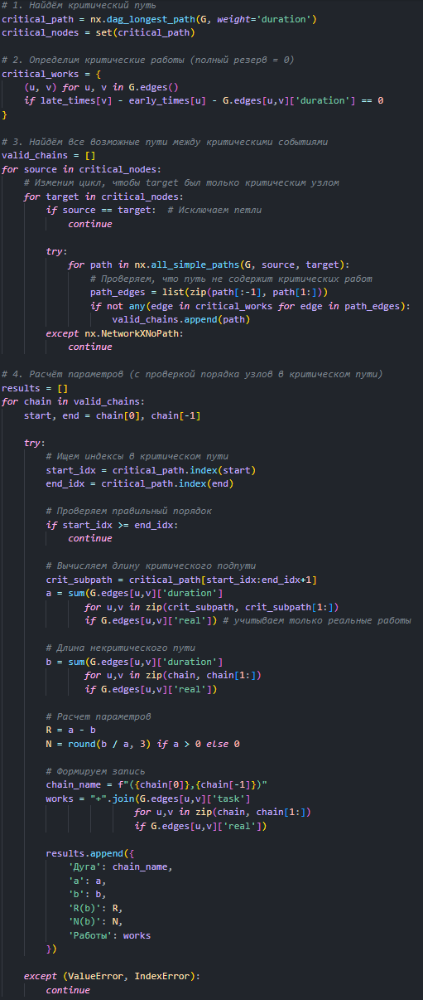 # 1. Найдём критический путь
critical_path = nx.dag_longest_path(G, weight='duration')
critical_nodes = set(critical_path)

# 2. Определим критические работы (полный резерв = 0)
critical_works = {
    (u, v) for u, v in G.edges()
    if late_times[v] - early_times[u] - G.edges[u,v]['duration'] == 0
}

# 3. Найдём все возможные пути между критическими событиями
valid_chains = []
for source in critical_nodes:
    # Изменим цикл, чтобы target был только критическим узлом
    for target in critical_nodes:
        if source == target:  # Исключаем петли
            continue

        try:
            for path in nx.all_simple_paths(G, source, target):
                # Проверяем, что путь не содержит критических работ
                path_edges = list(zip(path[:-1], path[1:]))
                if not any(edge in critical_works for edge in path_edges):
                    valid_chains.append(path)
        except nx.NetworkXNoPath:
            continue

# 4. Расчёт параметров (с проверкой порядка узлов в критическом пути)
results = []
for chain in valid_chains:
    start, end = chain[0], chain[-1]

    try:
        # Ищем индексы в критическом пути
        start_idx = critical_path.index(start)
        end_idx = critical_path.index(end)

        # Проверяем правильный порядок
        if start_idx >= end_idx:
            continue

        # Вычисляем длину критического подпути
        crit_subpath = critical_path[start_idx:end_idx+1]
        a = sum(G.edges[u,v]['duration']
               for u,v in zip(crit_subpath, crit_subpath[1:])
               if G.edges[u,v]['real']) # учитываем только реальные работы

        # Длина некритического пути
        b = sum(G.edges[u,v]['duration']
               for u,v in zip(chain, chain[1:])
               if G.edges[u,v]['real'])

        # Расчет параметров
        R = a - b
        N = round(b / a, 3) if a > 0 else 0

        # Формируем запись
        chain_name = f"({chain[0]},{chain[-1]})"
        works = "+".join(G.edges[u,v]['task']
                        for u,v in zip(chain, chain[1:])
                        if G.edges[u,v]['real'])

        results.append({
            'Дуга': chain_name,
            'a': a,
            'b': b,
            'R(b)': R,
            'N(b)': N,
            'Работы': works
        })

    except (ValueError, IndexError):
        continue